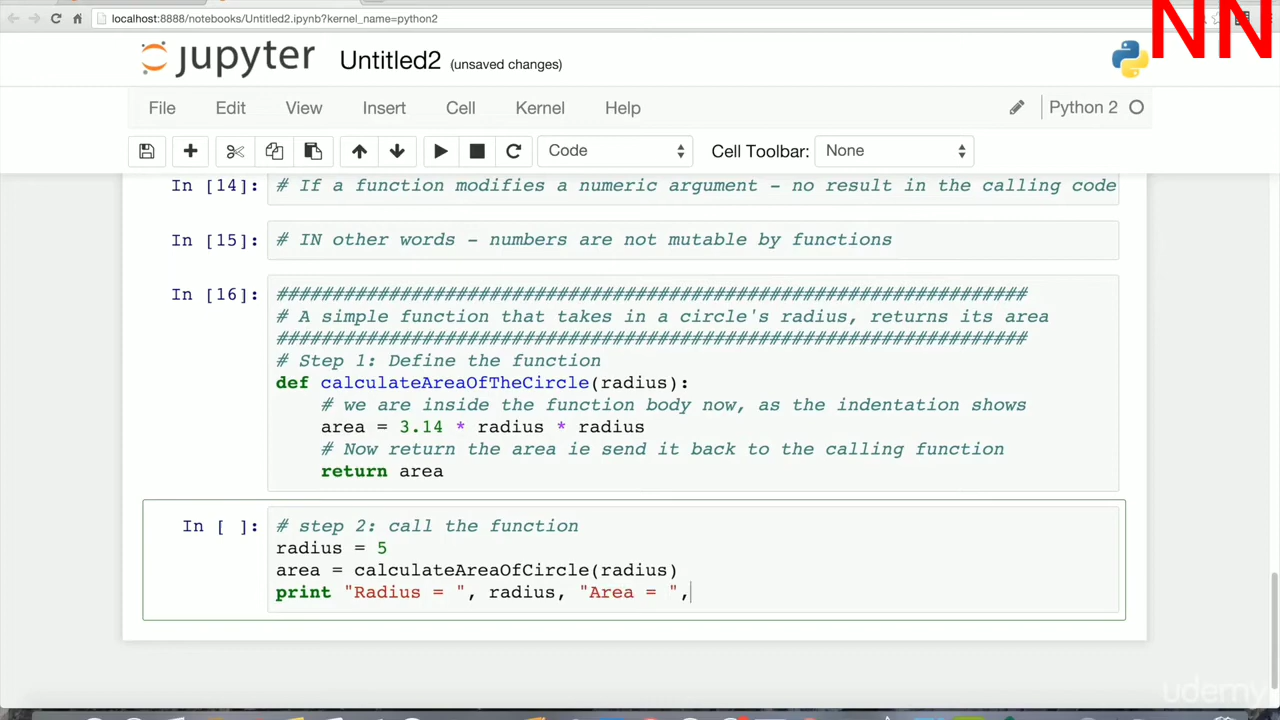 localhost:8888/notebooks/Untitled2.ipynb?kernel_name=python2
NN
jupyter Untitled2 (unsaved changes)
File Edit View Insert Cell Kernel Help
Python 2
Code
Cell Toolbar: None
In [14]: # If a function modifies a numeric argument - no result in the calling code
In [15]: # IN other words - numbers are not mutable by functions
In [16]: ###################################################################
# A simple function that takes in a circle's radius, returns its area
###################################################################
# Step 1: Define the function
def calculateAreaOfTheCircle(radius):
# we are inside the function body now, as the indentation shows
area = 3.14 * radius * radius
# Now return the area ie send it back to the calling function
return area
In [ ]: # step 2: call the function
radius = 5
area = calculateAreaOfCircle(radius)
print "Radius = ", radius, "Area = ",
udemy